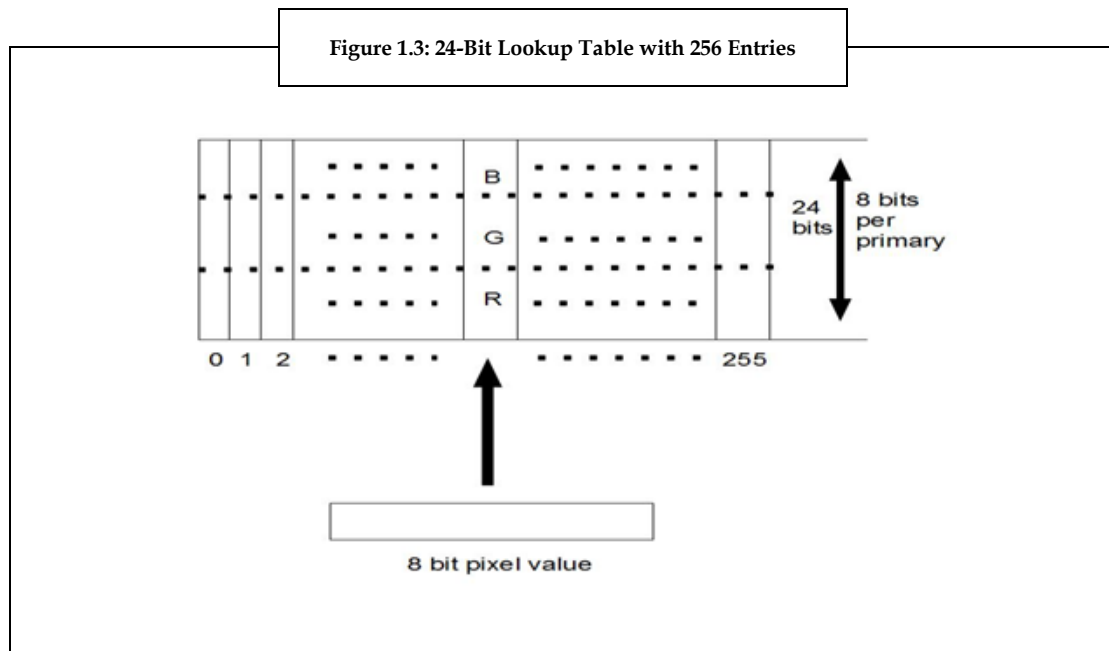 Figure 1.3: 24-Bit Lookup Table with 256 Entries
B
G
R
24 bits
8 bits per primary
0 1 2 255
8 bit pixel value